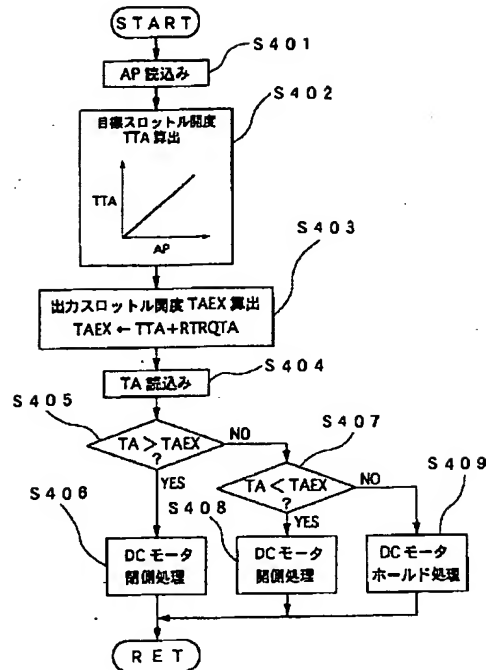 START
S401
AP 読込み
S402
目標スロットル開度
TTA 算出
TTA
AP
S403
出力スロットル開度 TAEX 算出
TAEX ← TTA+RTRQTA
S404
TA 読込み
S405
TA > TAEX
?
NO
YES
S407
TA < TAEX
?
NO
YES
S406
DC モータ
閉側処理
S408
DC モータ
開側処理
S409
DC モータ
ホールド処理
RET